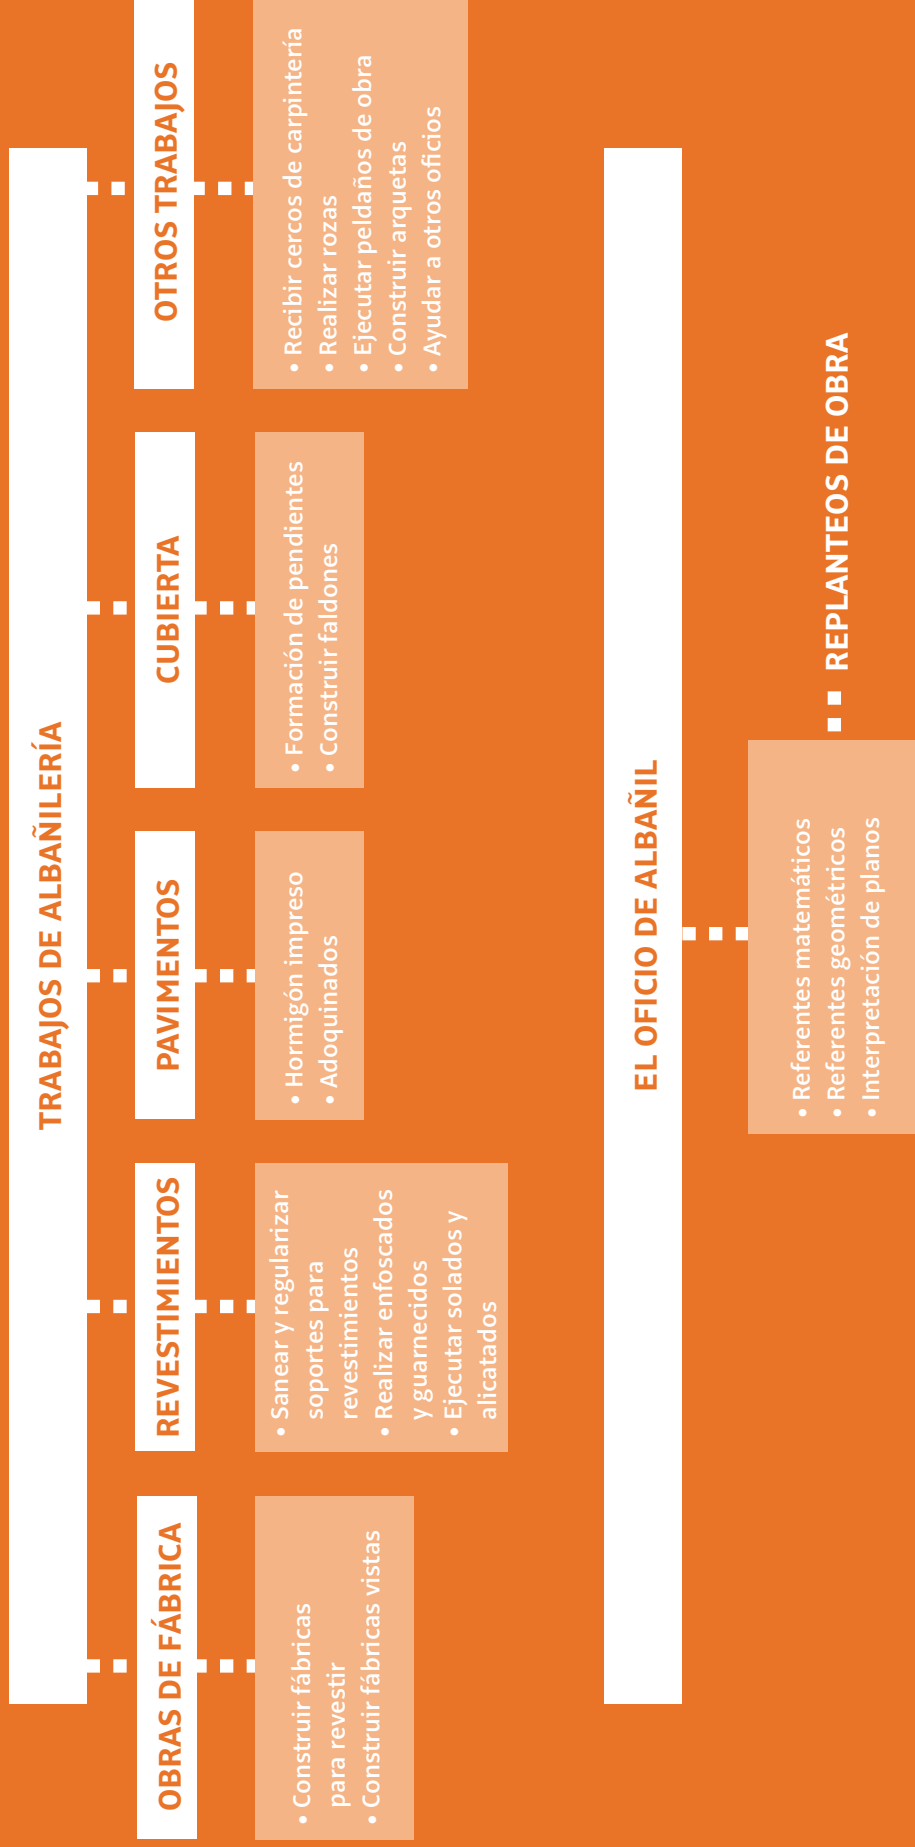 TRABAJOS DE ALBAÑILERÍA
OBRAS DE FÁBRICA
• Construir fábricas
para revestir
• Construir fábricas vistas
REVESTIMIENTOS
• Sanear y regularizar
soportes para
revestimientos
• Realizar enfoscados
y guarnecidos
• Ejecutar solados y
alicatados
PAVIMENTOS
• Hormigón impreso
• Adoquinados
CUBIERTA
• Formación de pendientes
• Construir faldones
OTROS TRABAJOS
• Recibir cercos de carpintería
• Realizar rozas
• Ejecutar peldaños de obra
• Construir arquetas
• Ayudar a otros oficios
EL OFICIO DE ALBAÑIL
• Referentes matemáticos
• Referentes geométricos
• Interpretación de planos
REPLANTEOS DE OBRA